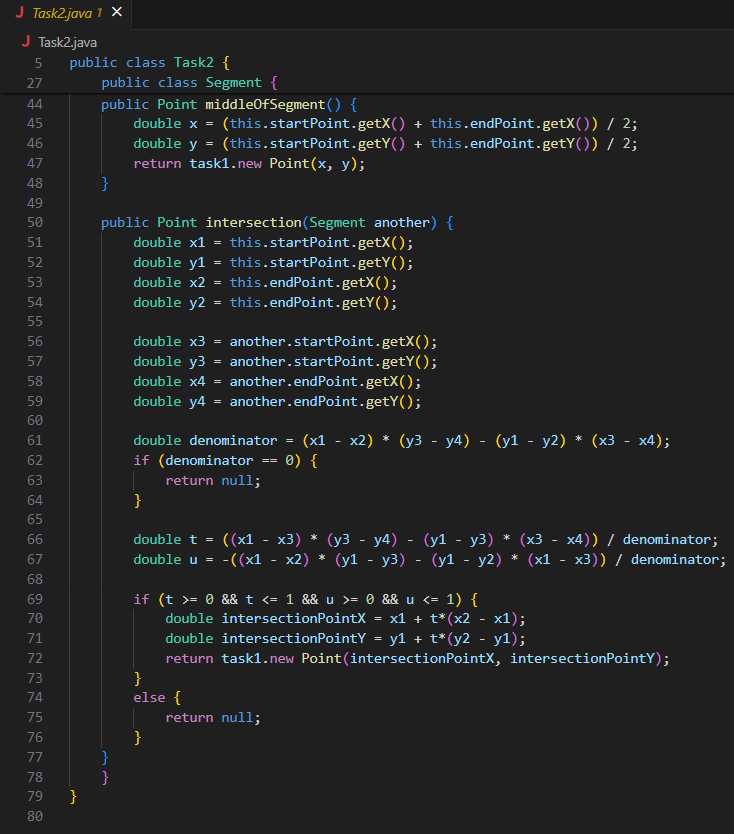 J Task2.java 1 ×
J Task2.java
5 public class Task2 {
27     public class Segment {
44     public Point middleOfSegment() {
45         double x = (this.startPoint.getX() + this.endPoint.getX()) / 2;
46         double y = (this.startPoint.getY() + this.endPoint.getY()) / 2;
47         return task1.new Point(x, y);
48     }
49
50     public Point intersection(Segment another) {
51         double x1 = this.startPoint.getX();
52         double y1 = this.startPoint.getY();
53         double x2 = this.endPoint.getX();
54         double y2 = this.endPoint.getY();
55
56         double x3 = another.startPoint.getX();
57         double y3 = another.startPoint.getY();
58         double x4 = another.endPoint.getX();
59         double y4 = another.endPoint.getY();
60
61         double denominator = (x1 - x2) * (y3 - y4) - (y1 - y2) * (x3 - x4);
62         if (denominator == 0) {
63             return null;
64         }
65
66         double t = ((x1 - x3) * (y3 - y4) - (y1 - y3) * (x3 - x4)) / denominator;
67         double u = -((x1 - x2) * (y1 - y3) - (y1 - y2) * (x1 - x3)) / denominator;
68
69         if (t >= 0 && t <= 1 && u >= 0 && u <= 1) {
70             double intersectionPointX = x1 + t*(x2 - x1);
71             double intersectionPointY = y1 + t*(y2 - y1);
72             return task1.new Point(intersectionPointX, intersectionPointY);
73         }
74         else {
75             return null;
76         }
77     }
78     }
79 }
80